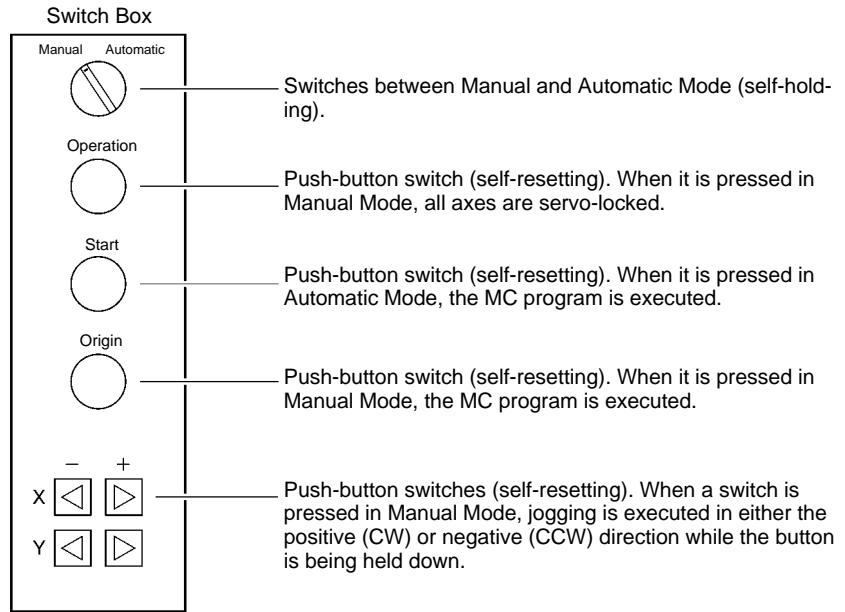 Switch Box
Manual Automatic
Switches between Manual and Automatic Mode (self-hold-
ing).
Operation
Push-button switch (self-resetting). When it is pressed in
Manual Mode, all axes are servo-locked.
Start
Push-button switch (self-resetting). When it is pressed in
Automatic Mode, the MC program is executed.
Origin
Push-button switch (self-resetting). When it is pressed in
Manual Mode, the MC program is executed.
− +
X
Push-button switches (self-resetting). When a switch is
pressed in Manual Mode, jogging is executed in either the
positive (CW) or negative (CCW) direction while the button
is being held down.
Y